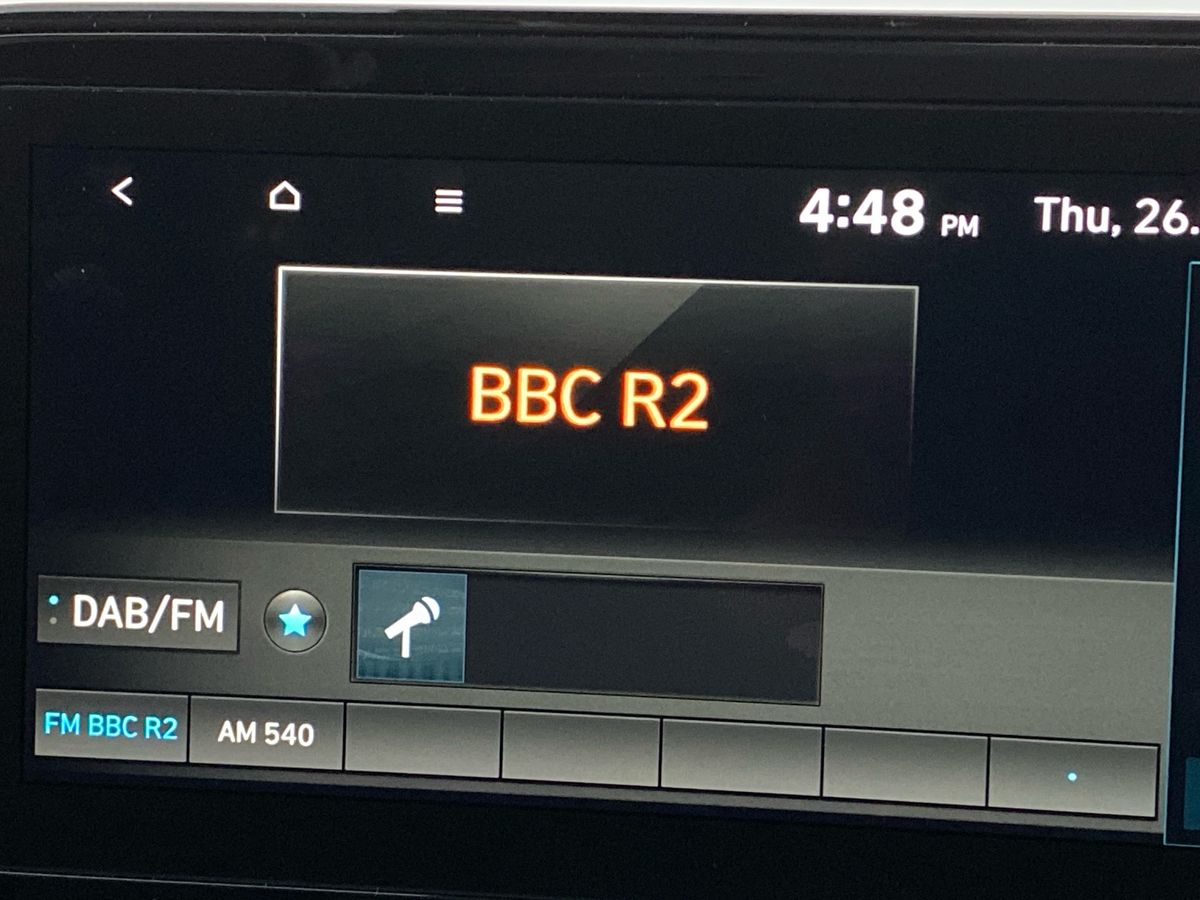 4:48 PM Thu, 26.
BBC R2
DAB/FM
FM BBC R2 AM 540